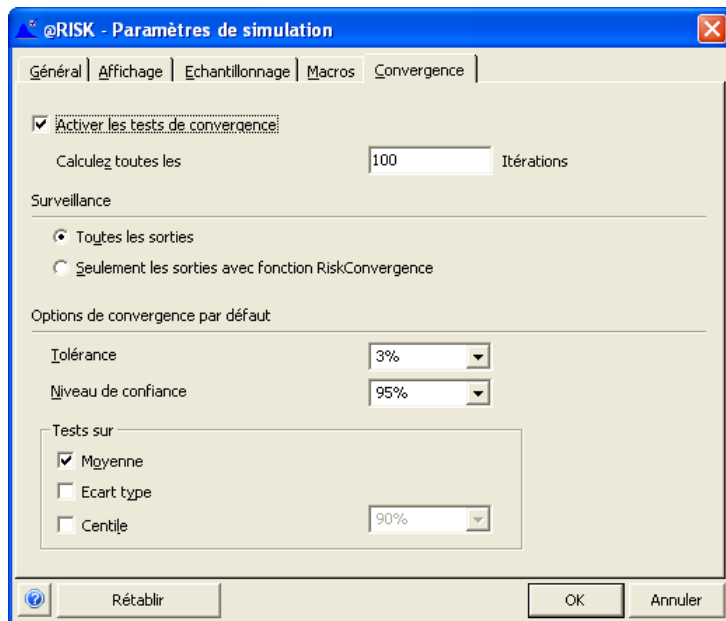 @RISK - Paramètres de simulation
Général Affichage Echantillonnage Macros Convergence
Activer les tests de convergence
Calculez toutes les 100 Itérations
Surveillance
Toutes les sorties
Seulement les sorties avec fonction RiskConvergence
Options de convergence par défaut
Tolérance 3%
Niveau de confiance 95%
Tests sur
Moyenne
Ecart type
Centile 90%
Rétablir OK Annuler